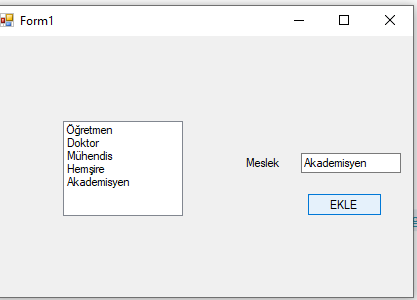 Form1
Öğretmen
Doktor
Mühendis
Hemşire
Akademisyen
Meslek
Akademisyen
EKLE